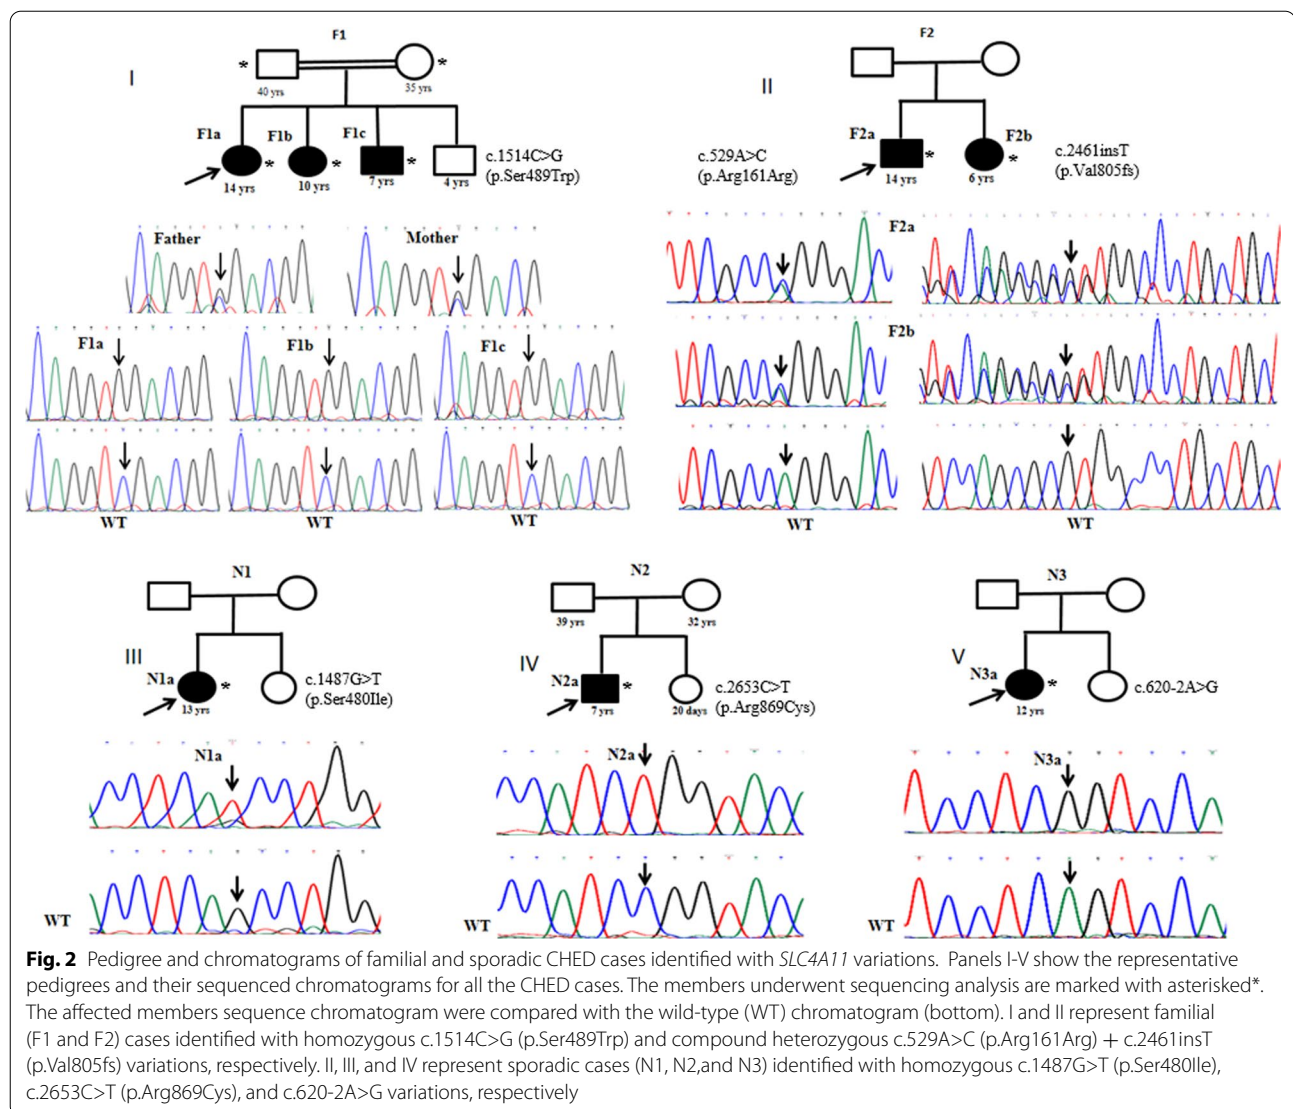 F1
I
*
*
40 yrs
35 yrs
F1a
F1b
F1c
*
*
*
14 yrs
10 yrs
7 yrs
4 yrs
c.1514C>G
(p.Ser489Trp)
Father
Mother
F1a
F1b
F1c
WT
WT
WT
F2
II
F2a
F2b
c.529A>C
(p.Arg161Arg)
*
*
14 yrs
6 yrs
c.2461insT
(p.Val805fs)
F2a
F2b
WT
WT
N1
III
N1a
*
13 yrs
c.1487G>T
(p.Ser480Ile)
N1a
WT
N2
39 yrs
32 yrs
IV
N2a
*
7 yrs
20 days
c.2653C>T
(p.Arg869Cys)
N2a
WT
N3
V
N3a
*
12 yrs
c.620-2A>G
N3a
WT
Fig. 2 Pedigree and chromatograms of familial and sporadic CHED cases identified with SLC4A11 variations. Panels I-V show the representative
pedigrees and their sequenced chromatograms for all the CHED cases. The members underwent sequencing analysis are marked with asterisked*.
The affected members sequence chromatogram were compared with the wild-type (WT) chromatogram (bottom). I and II represent familial
(F1 and F2) cases identified with homozygous c.1514C>G (p.Ser489Trp) and compound heterozygous c.529A>C (p.Arg161Arg) + c.2461insT
(p.Val805fs) variations, respectively. II, III, and IV represent sporadic cases (N1, N2,and N3) identified with homozygous c.1487G>T (p.Ser480Ile),
c.2653C>T (p.Arg869Cys), and c.620-2A>G variations, respectively